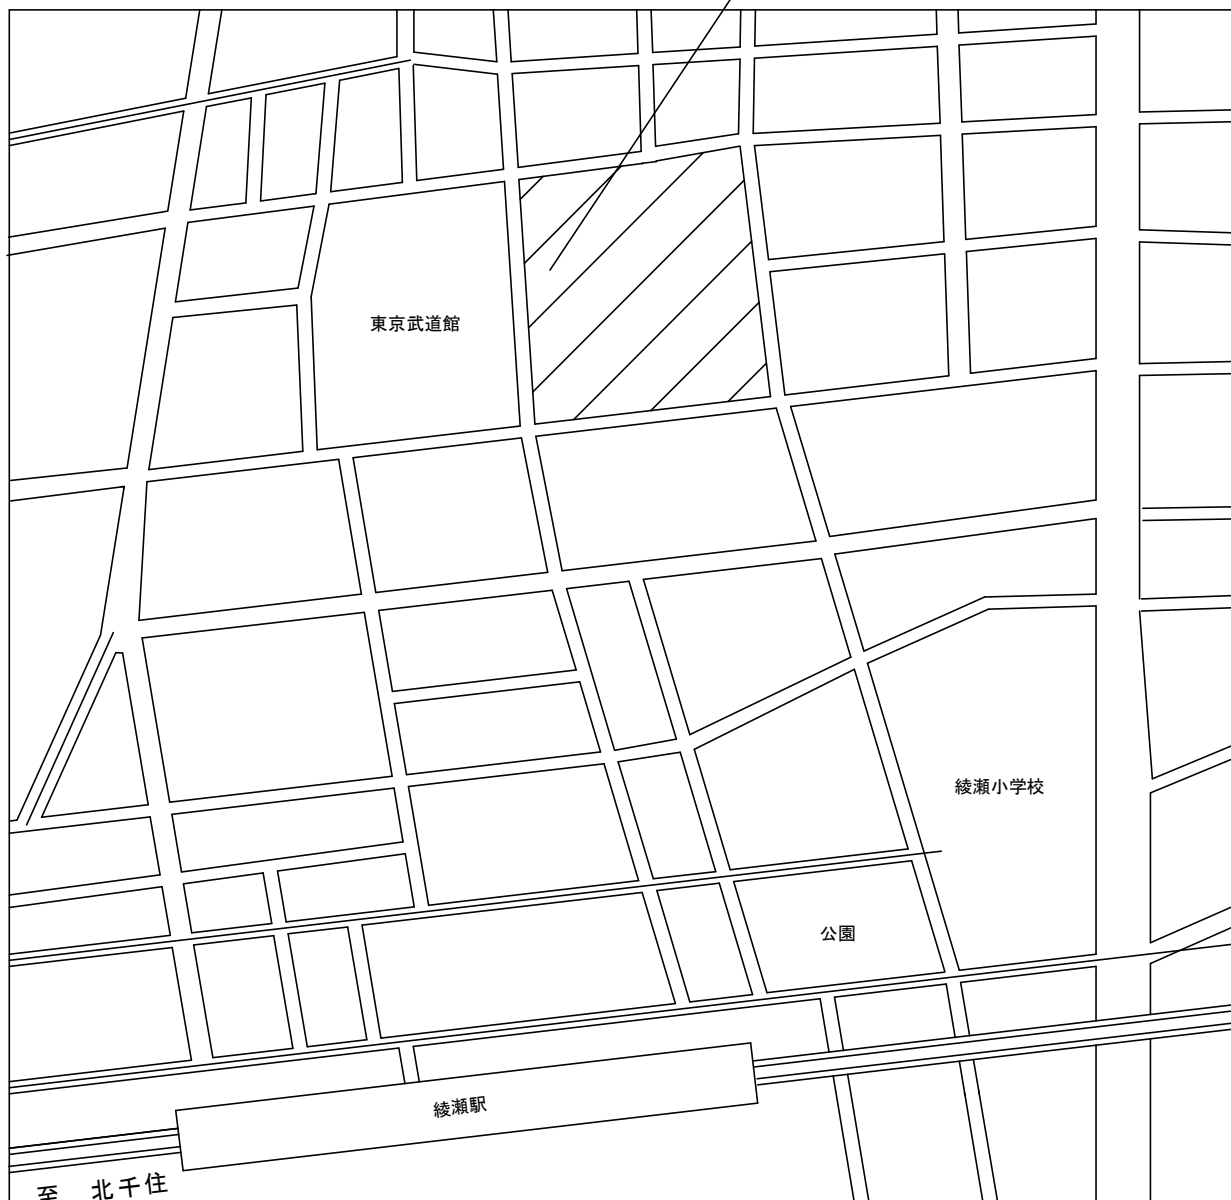 東京武道館
綾瀬小学校
公園
綾瀬駅
至　北千住